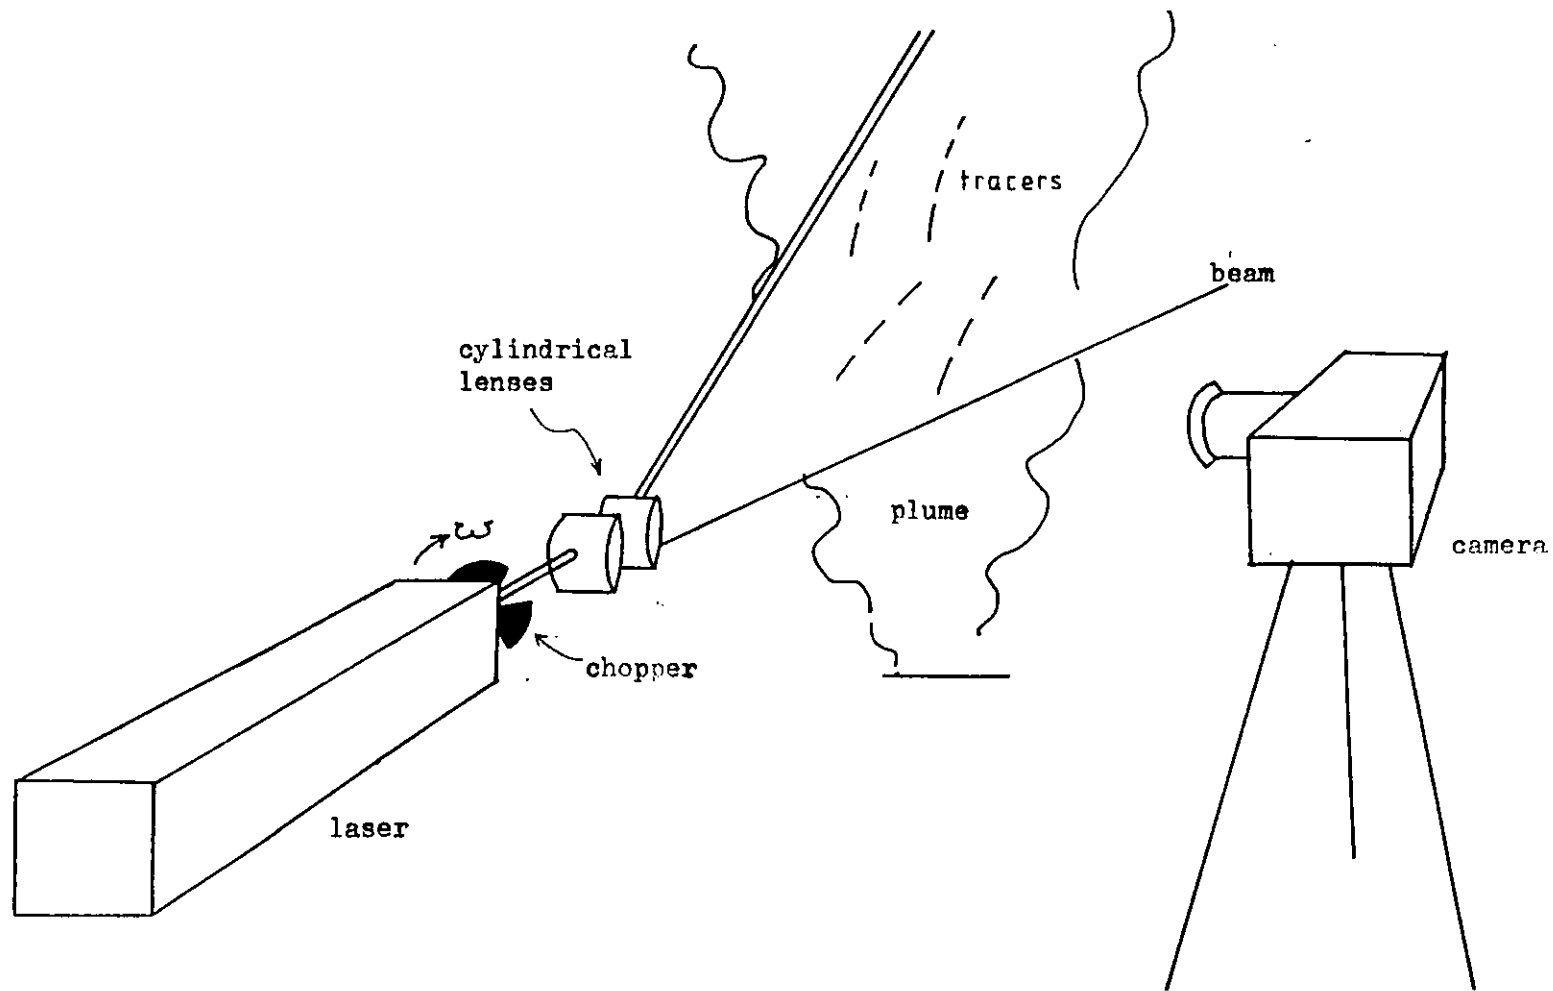 tracers
beam
cylindrical
lenses
plume
ω
camera
chopper
laser